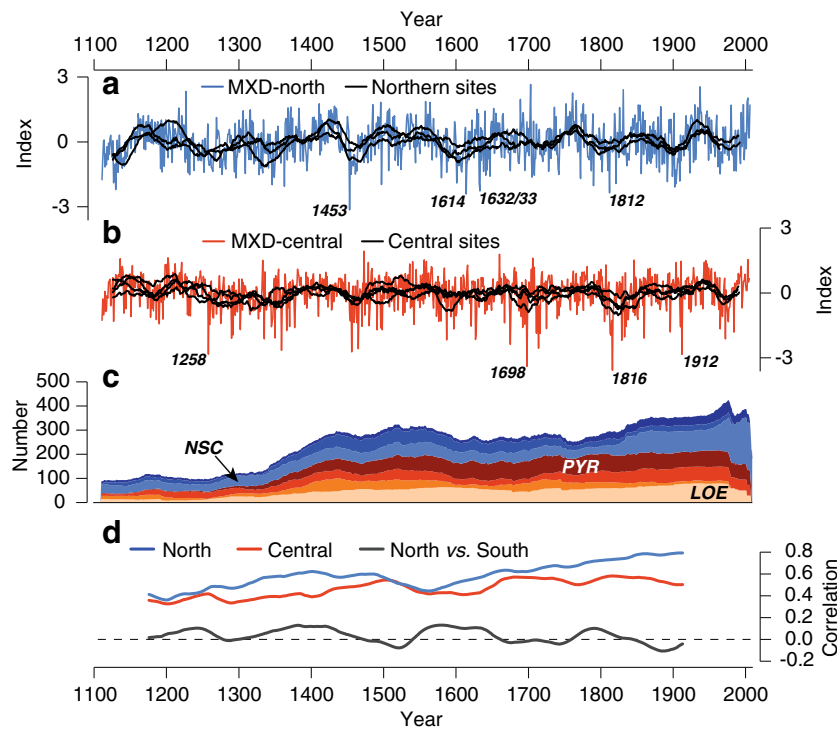 Year
1100 1200 1300 1400 1500 1600 1700 1800 1900 2000
a
MXD-north Northern sites
3
0
-3
Index
1453 1614 1632/33 1812
b
MXD-central Central sites
3
0
-3
Index
1258 1698 1816 1912
c
500
400
300
200
100
0
Number
NSC
PYR
LOE
d
North Central North vs. South
0.8
0.6
0.4
0.2
0.0
-0.2
Correlation
1100 1200 1300 1400 1500 1600 1700 1800 1900 2000
Year